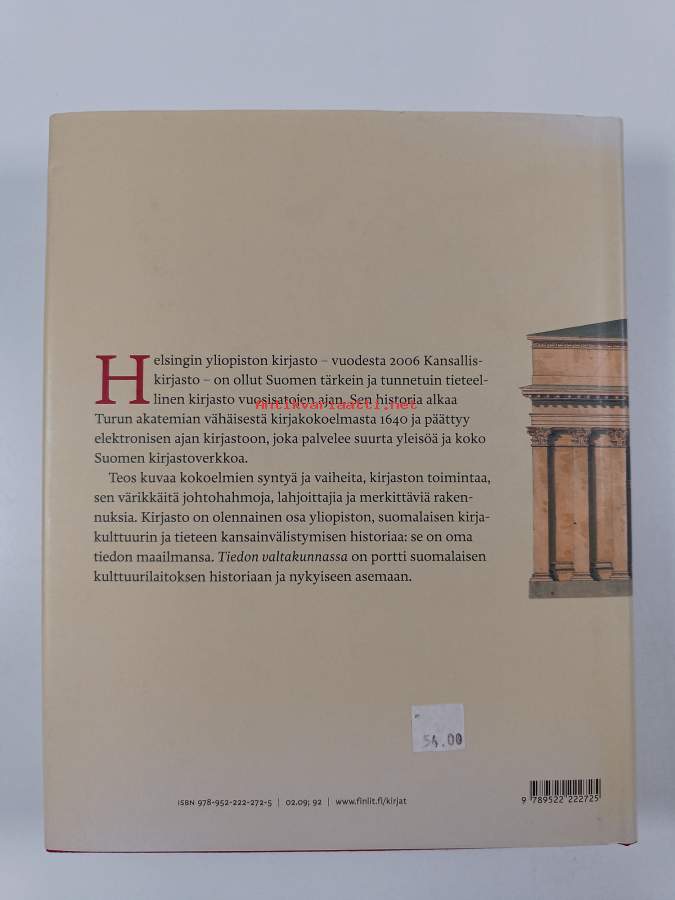 Helsingin yliopiston kirjasto – vuodesta 2006 Kansallis-
kirjasto – on ollut Suomen tärkein ja tunnetuin tieteel-
linen kirjasto vuosisatojen ajan. Sen historia alkaa
Antikvariaatti.net
Turun akatemian vähäisestä kirjakokoelmasta 1640 ja päättyy
elektronisen ajan kirjastoon, joka palvelee suurta yleisöä ja koko
Suomen kirjastoverkkoa.
Teos kuvaa kokoelmien syntyä ja vaiheita, kirjaston toimintaa,
sen värikkäitä johtohahmoja, lahjoittajia ja merkittäviä raken-
nuksia. Kirjasto on olennainen osa yliopiston, suomalaisen kirja-
kulttuurin ja tieteen kansainvälistymisen historiaa: se on oma
tiedon maailmansa. Tiedon valtakunnassa on portti suomalaisen
kulttuurilaitoksen historiaan ja nykyiseen asemaan.
54.00
ISBN 978-952-222-272-5 | 02.09; 92 | www.finlit.fi/kirjat
9 789522 222725